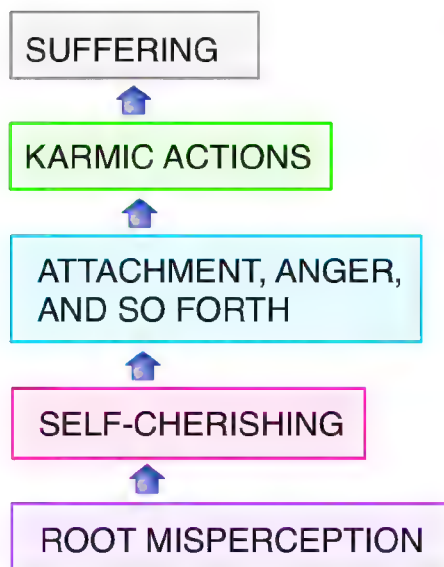 SUFFERING
KARMIC ACTIONS
ATTACHMENT, ANGER,
AND SO FORTH
SELF-CHERISHING
ROOT MISPERCEPTION